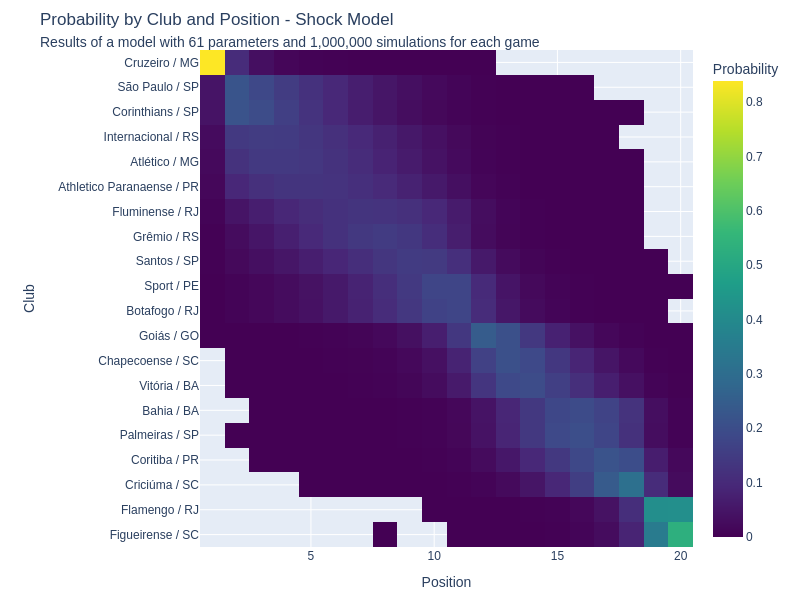 Probability by Club and Position - Shock Model
Results of a model with 61 parameters and 1,000,000 simulations for each game
Probability
Club
Cruzeiro / MG
São Paulo / SP
Corinthians / SP
Internacional / RS
Atlético / MG
Athletico Paranaense / PR
Fluminense / RJ
Grêmio / RS
Santos / SP
Sport / PE
Botafogo / RJ
Goiás / GO
Chapecoense / SC
Vitória / BA
Bahia / BA
Palmeiras / SP
Coritiba / PR
Criciúma / SC
Flamengo / RJ
Figueirense / SC
0.8
0.7
0.6
0.5
0.4
0.3
0.2
0.1
0
5 10 15 20
Position